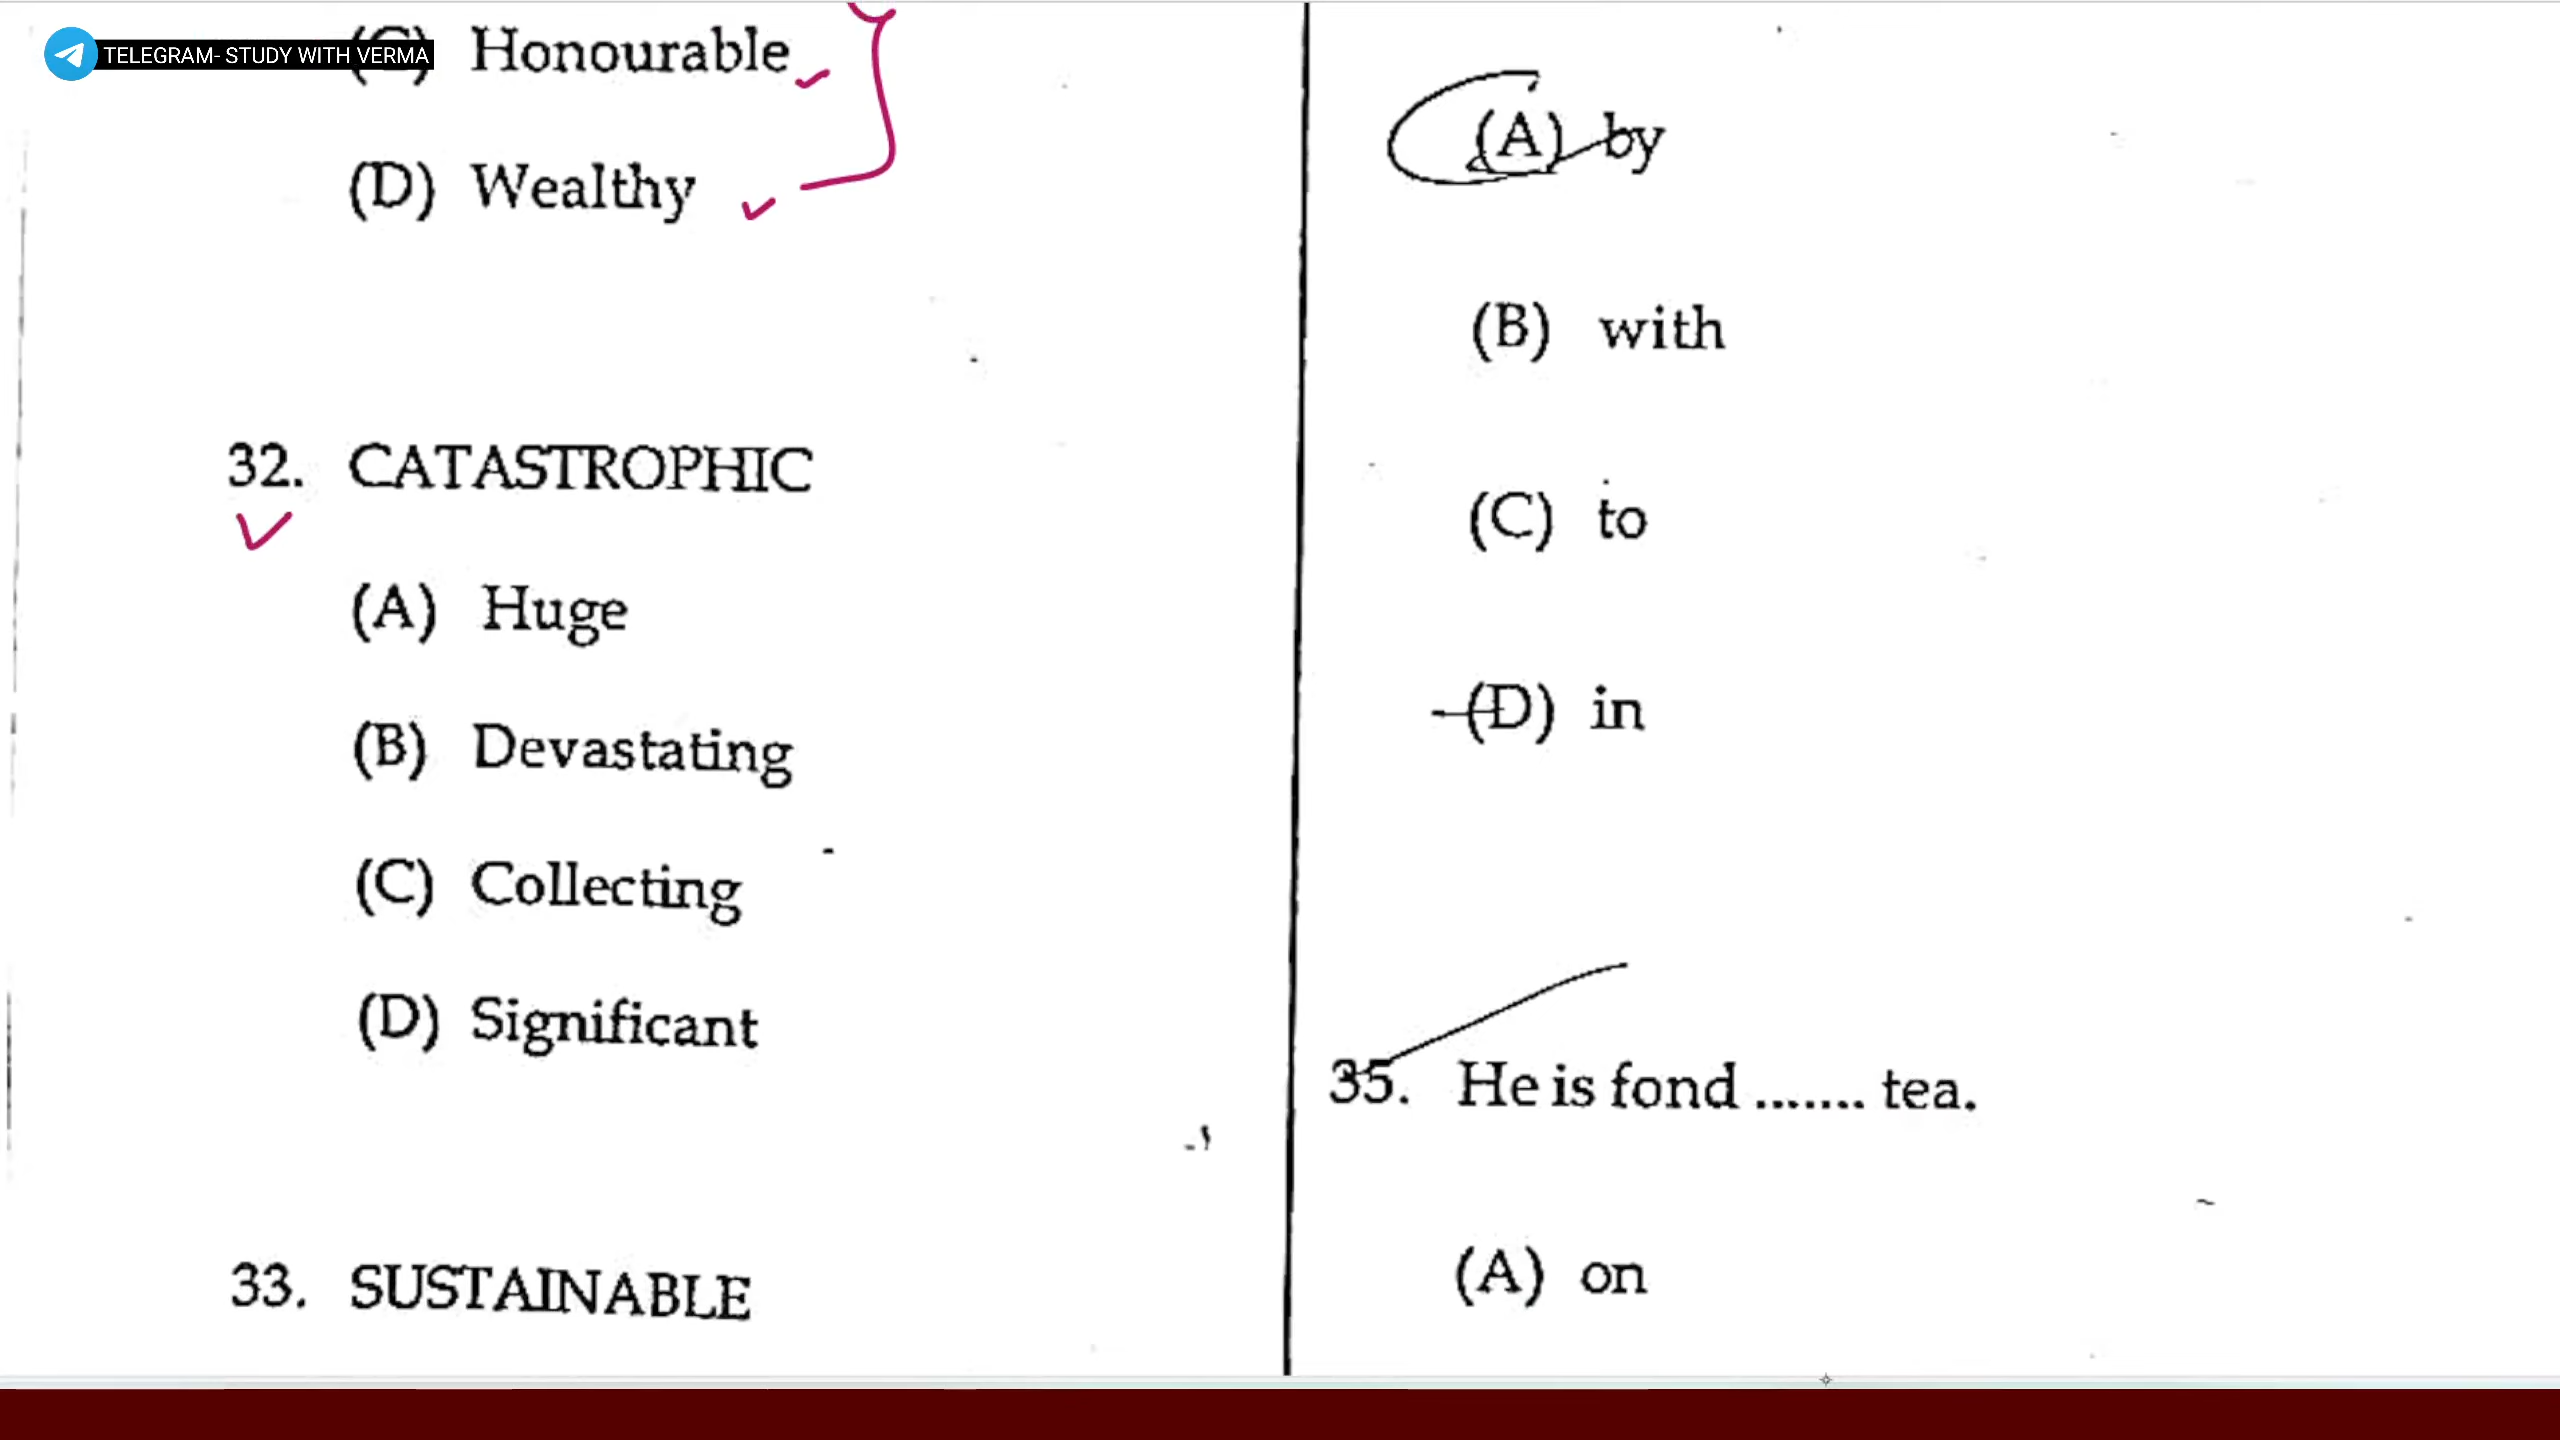 TELEGRAM- STUDY WITH VERMA
(C) Honourable
(D) Wealthy
32. CATASTROPHIC
(A) Huge
(B) Devastating
(C) Collecting
(D) Significant
33. SUSTAINABLE
(A) by
(B) with
(C) to
(D) in
35. He is fond ....... tea.
(A) on